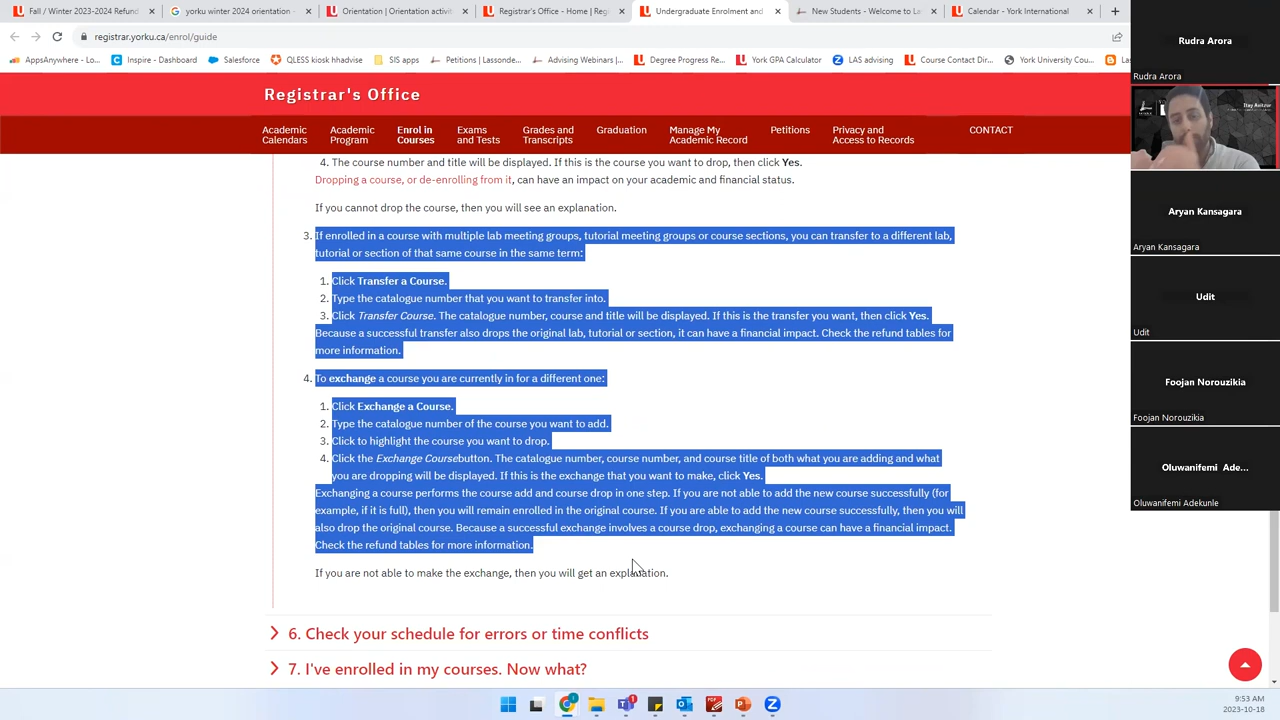 Fall / Winter 2023-2024 Refund
yorku winter 2024 orientation -
Orientation | Orientation activit
Registrar's Office - Home | Regi
Undergraduate Enrolment and
New Students - Welcome to La
Calendar - York International
registrar.yorku.ca/enrol/guide
AppsAnywhere - Lo...
Inspire - Dashboard
Salesforce
QLESS kiosk hhadvise
SIS apps
Petitions | Lassonde...
Advising Webinars |...
Degree Progress Re...
York GPA Calculator
LAS advising
Course Contact Dir...
York University Cou...
Blog
Registrar's Office
Academic Calendars
Academic Program
Enrol in Courses
Exams and Tests
Grades and Transcripts
Graduation
Manage My Academic Record
Petitions
Privacy and Access to Records
CONTACT
4. The course number and title will be displayed. If this is the course you want to drop, then click Yes.
Dropping a course, or de-enrolling from it, can have an impact on your academic and financial status.
If you cannot drop the course, then you will see an explanation.
3. If enrolled in a course with multiple lab meeting groups, tutorial meeting groups or course sections, you can transfer to a different lab,
tutorial or section of that same course in the same term:
1. Click Transfer a Course.
2. Type the catalogue number that you want to transfer into.
3. Click Transfer Course. The catalogue number, course and title will be displayed. If this is the transfer you want, then click Yes.
Because a successful transfer also drops the original lab, tutorial or section, it can have a financial impact. Check the refund tables for
more information.
4. To exchange a course you are currently in for a different one:
1. Click Exchange a Course.
2. Type the catalogue number of the course you want to add.
3. Click to highlight the course you want to drop.
4. Click the Exchange Coursebutton. The catalogue number, course number, and course title of both what you are adding and what
you are dropping will be displayed. If this is the exchange that you want to make, click Yes.
Exchanging a course performs the course add and course drop in one step. If you are not able to add the new course successfully (for
example, if it is full), then you will remain enrolled in the original course. If you are able to add the new course successfully, then you will
also drop the original course. Because a successful exchange involves a course drop, exchanging a course can have a financial impact.
Check the refund tables for more information.
If you are not able to make the exchange, then you will get an explanation.
6. Check your schedule for errors or time conflicts
7. I've enrolled in my courses. Now what?
Rudra Arora
Rudra Arora
Aryan Kansagara
Aryan Kansagara
Udit
Udit
Foojan Norouzikia
Foojan Norouzikia
Oluwanifemi Ade...
Oluwanifemi Adekunle
1
1
9:53 AM
2023-10-18